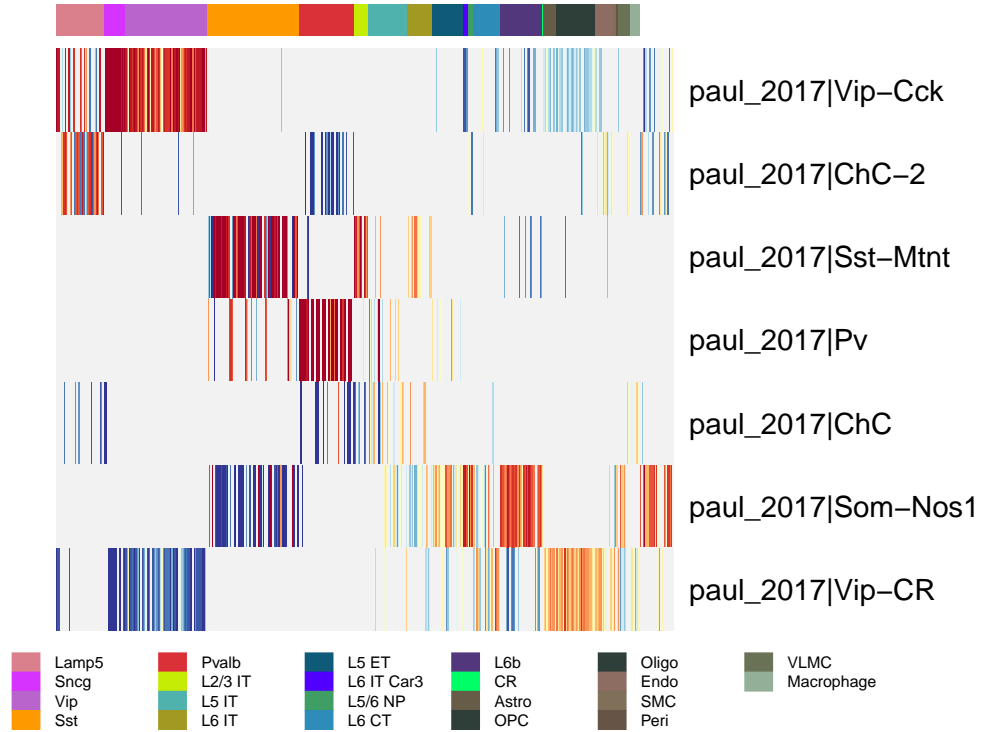 paul_2017|Vip−Cck
paul_2017|ChC−2
paul_2017|Sst−Mtnt
paul_2017|Pv
paul_2017|ChC
paul_2017|Som−Nos1
paul_2017|Vip−CR
Lamp5 Pvalb L5 ET L6b Oligo VLMC
Sncg L2/3 IT L6 IT Car3 CR Endo Macrophage
Vip L5 IT L5/6 NP Astro SMC
Sst L6 IT L6 CT OPC Peri